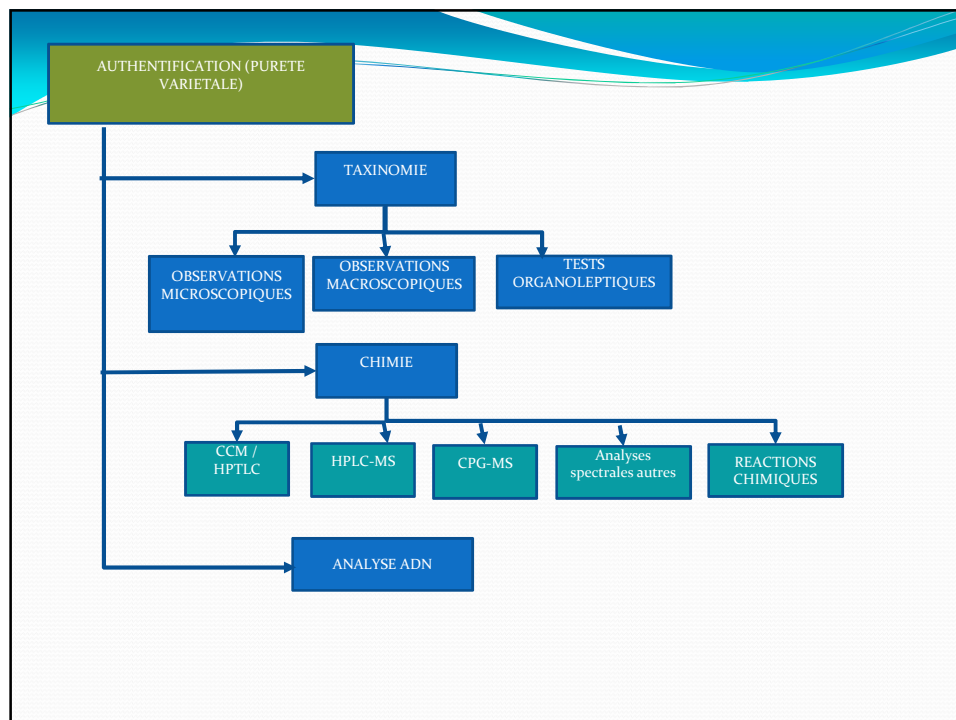 AUTHENTIFICATION (PURETE
VARIETALE)
TAXINOMIE
OBSERVATIONS
MICROSCOPIQUES
OBSERVATIONS
MACROSCOPIQUES
TESTS
ORGANOLEPTIQUES
CHIMIE
CCM /
HPTLC
HPLC-MS
CPG-MS
Analyses
spectrales autres
REACTIONS
CHIMIQUES
ANALYSE ADN